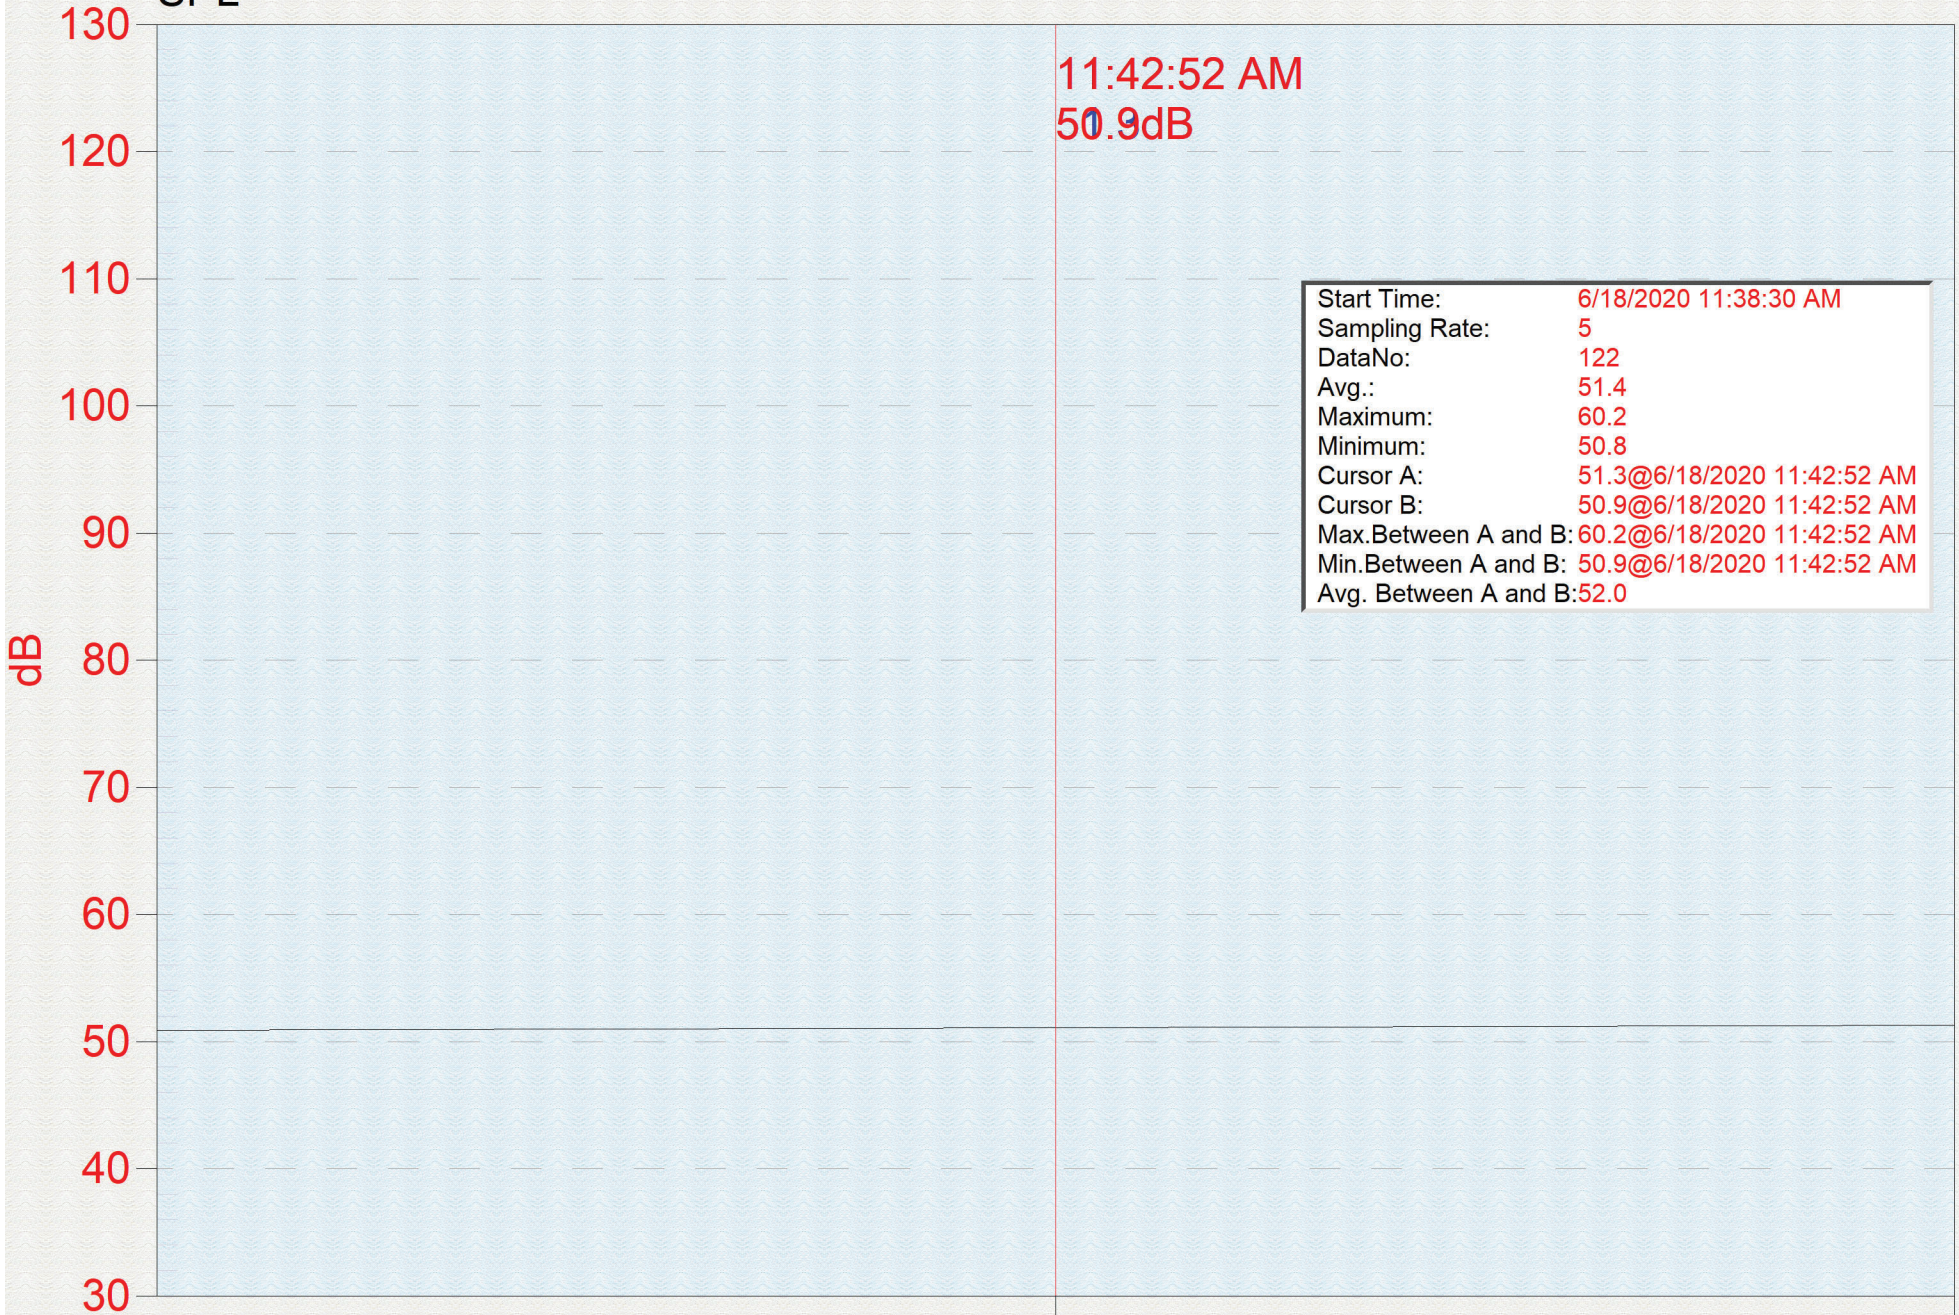 130
11:42:52 AM
50.9dB
120
110
Start Time: 6/18/2020 11:38:30 AM
Sampling Rate: 5
DataNo: 122
Avg.: 51.4
Maximum: 60.2
Minimum: 50.8
Cursor A: 51.3@6/18/2020 11:42:52 AM
Cursor B: 50.9@6/18/2020 11:42:52 AM
Max.Between A and B: 60.2@6/18/2020 11:42:52 AM
Min.Between A and B: 50.9@6/18/2020 11:42:52 AM
Avg. Between A and B: 52.0
100
90
dB
80
70
60
50
40
30